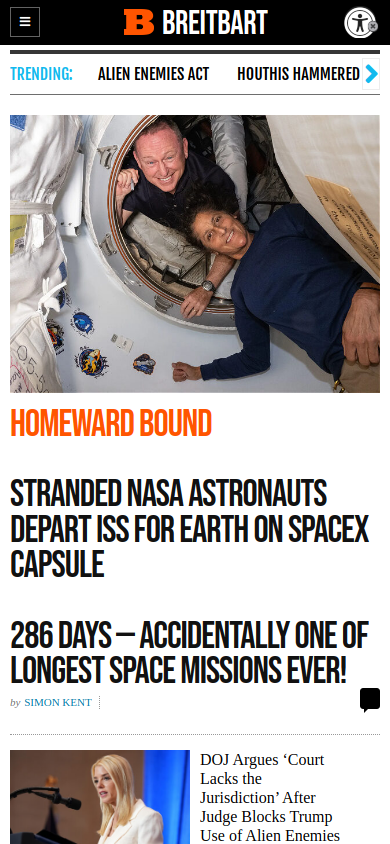 B BREITBART
TRENDING: ALIEN ENEMIES ACT HOUTHIS HAMMERED
HOMEWARD BOUND
STRANDED NASA ASTRONAUTS
DEPART ISS FOR EARTH ON SPACEX
CAPSULE
286 DAYS — ACCIDENTALLY ONE OF
LONGEST SPACE MISSIONS EVER!
by SIMON KENT
DOJ Argues ‘Court
Lacks the
Jurisdiction’ After
Judge Blocks Trump
Use of Alien Enemies